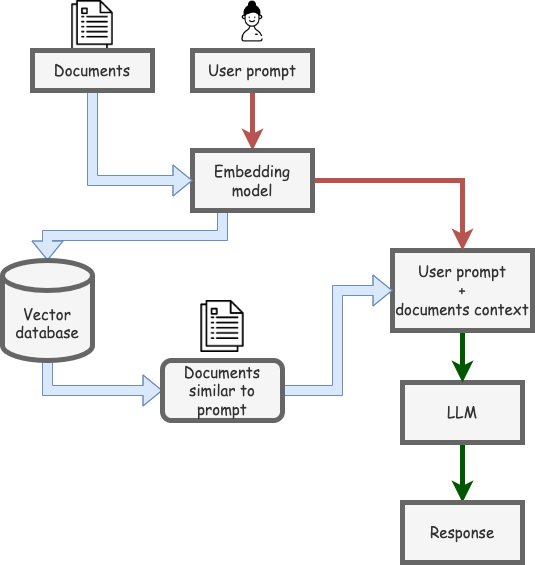 Documents
User prompt
Embedding
model
User prompt
+
documents context
Vector
database
Documents
similar to
prompt
LLM
Response